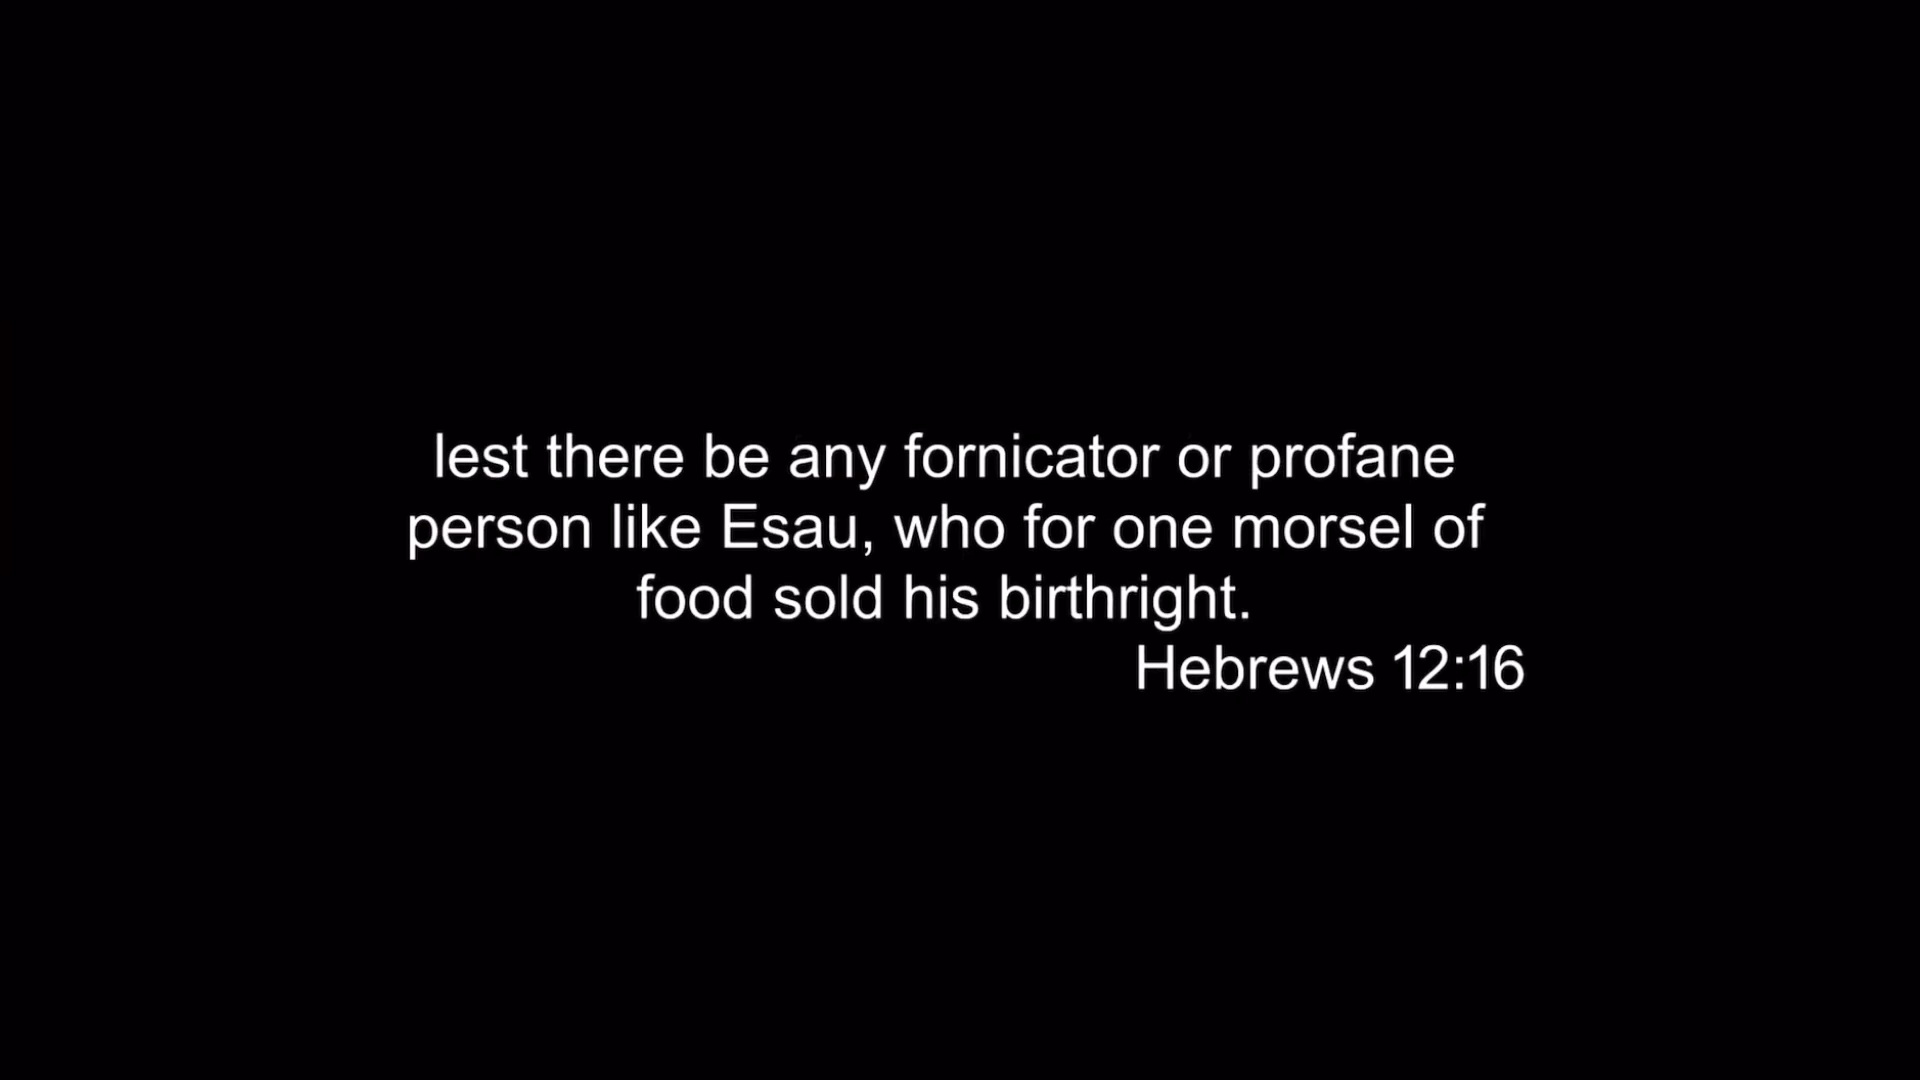 lest there be any fornicator or profane
person like Esau, who for one morsel of
food sold his birthright.
Hebrews 12:16